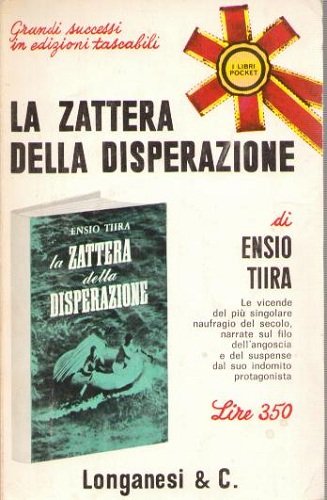 Grandi successi
in edizioni tascabili
I LIBRI
POCKET
LA ZATTERA
DELLA DISPERAZIONE
ENSIO TIIRA
la ZATTERA
della
DISPERAZIONE
di
ENSIO
TIIRA
Le vicende
del più singolare
naufragio del secolo,
narrate sul filo
dell'angoscia
e del suspense
dal suo indomito
protagonista
Lire 350
Longanesi & C.